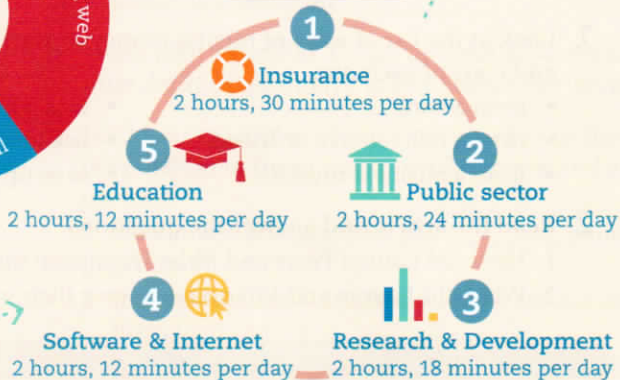 web
1
Insurance
2 hours, 30 minutes per day
5
Education
2 hours, 12 minutes per day
2
Public sector
2 hours, 24 minutes per day
4
Software & Internet
2 hours, 12 minutes per day
3
Research & Development
2 hours, 18 minutes per day